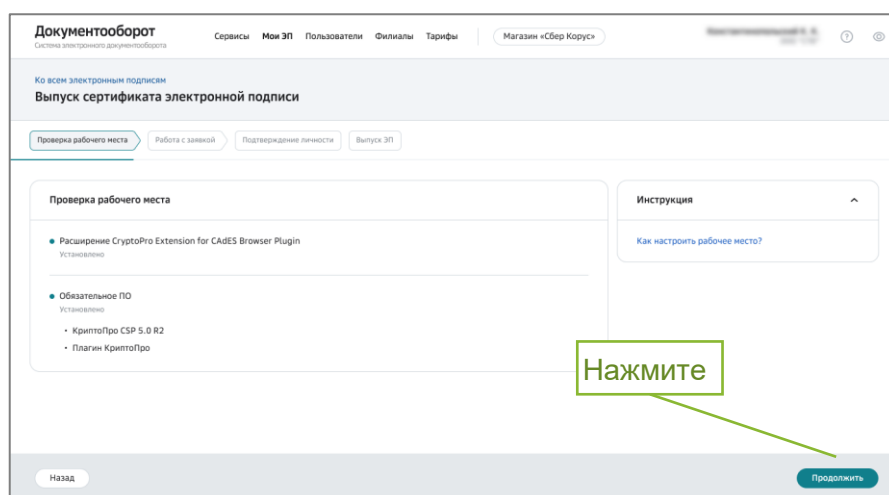 Документооборот
Система электронного документооборота
Сервисы Мои ЭП Пользователи Филиалы Тарифы Магазин «Сбер Корус»
Ко всем электронным подписям
Выпуск сертификата электронной подписи
Проверка рабочего места Работа с заявкой Подтверждение личности Выпуск ЭП
Проверка рабочего места
Расширение CryptoPro Extension for CAdES Browser Plugin
Установлено
Обязательное ПО
Установлено
• КриптоПро CSP 5.0 R2
• Плагин КриптоПро
Инструкция
Как настроить рабочее место?
Нажмите
Назад
Продолжить